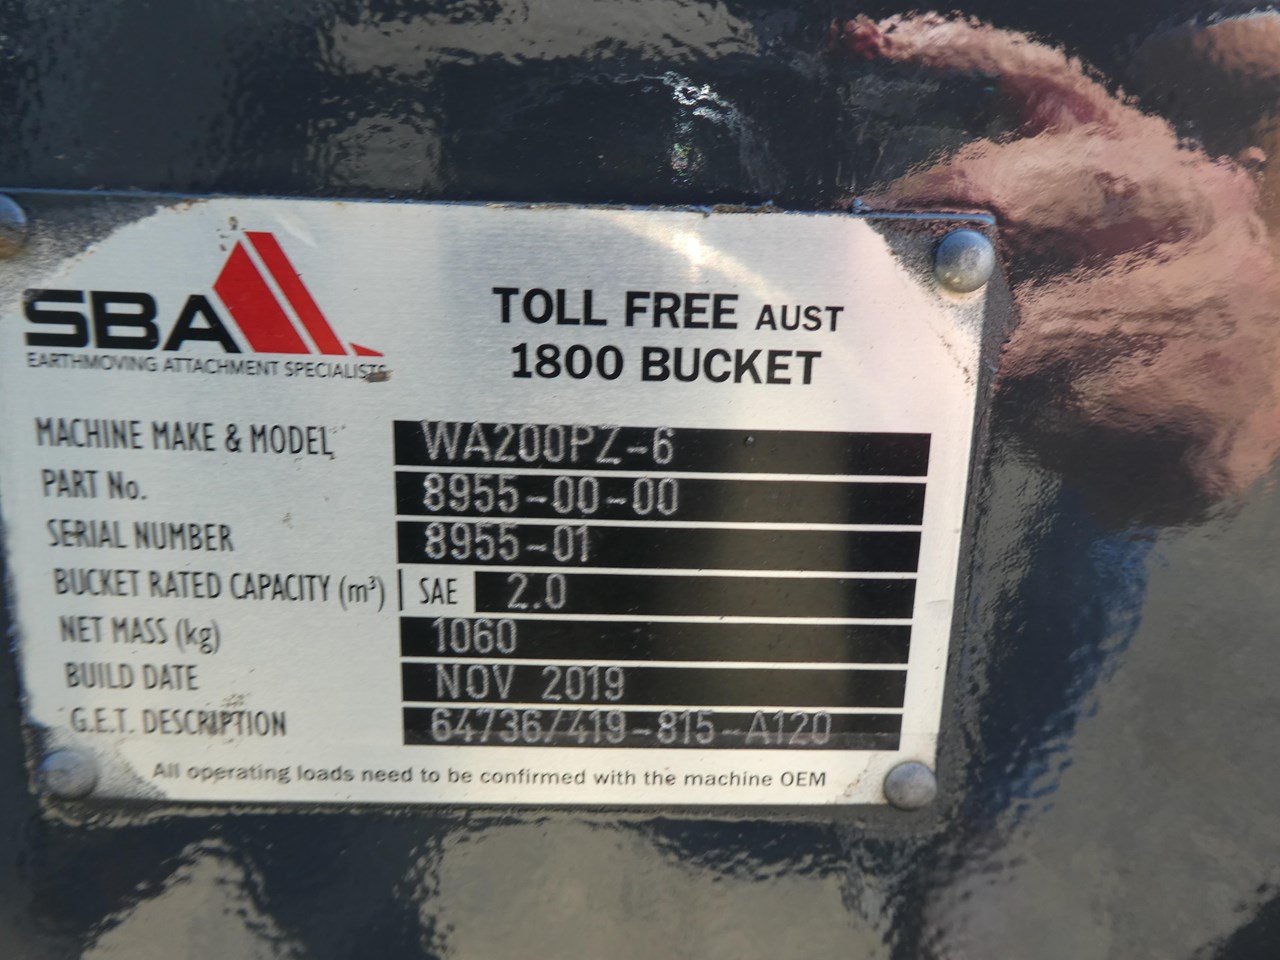 SBA
EARTHMOVING ATTACHMENT SPECIALISTS
TOLL FREE AUST
1800 BUCKET
MACHINE MAKE & MODEL WA200PZ-6
PART No. 8955-00-00
SERIAL NUMBER 8955-01
BUCKET RATED CAPACITY (m³) SAE 2.0
NET MASS (kg) 1060
BUILD DATE NOV 2019
G.E.T. DESCRIPTION 64736/419-815-A120
All operating loads need to be confirmed with the machine OEM